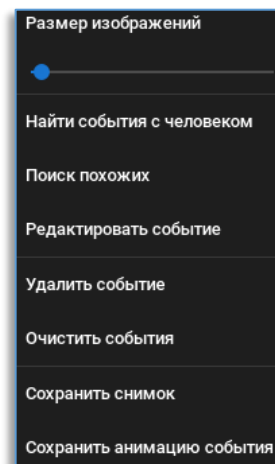 Размер изображений
Найти события с человеком
Поиск похожих
Редактировать событие
Удалить событие
Очистить события
Сохранить снимок
Сохранить анимацию события